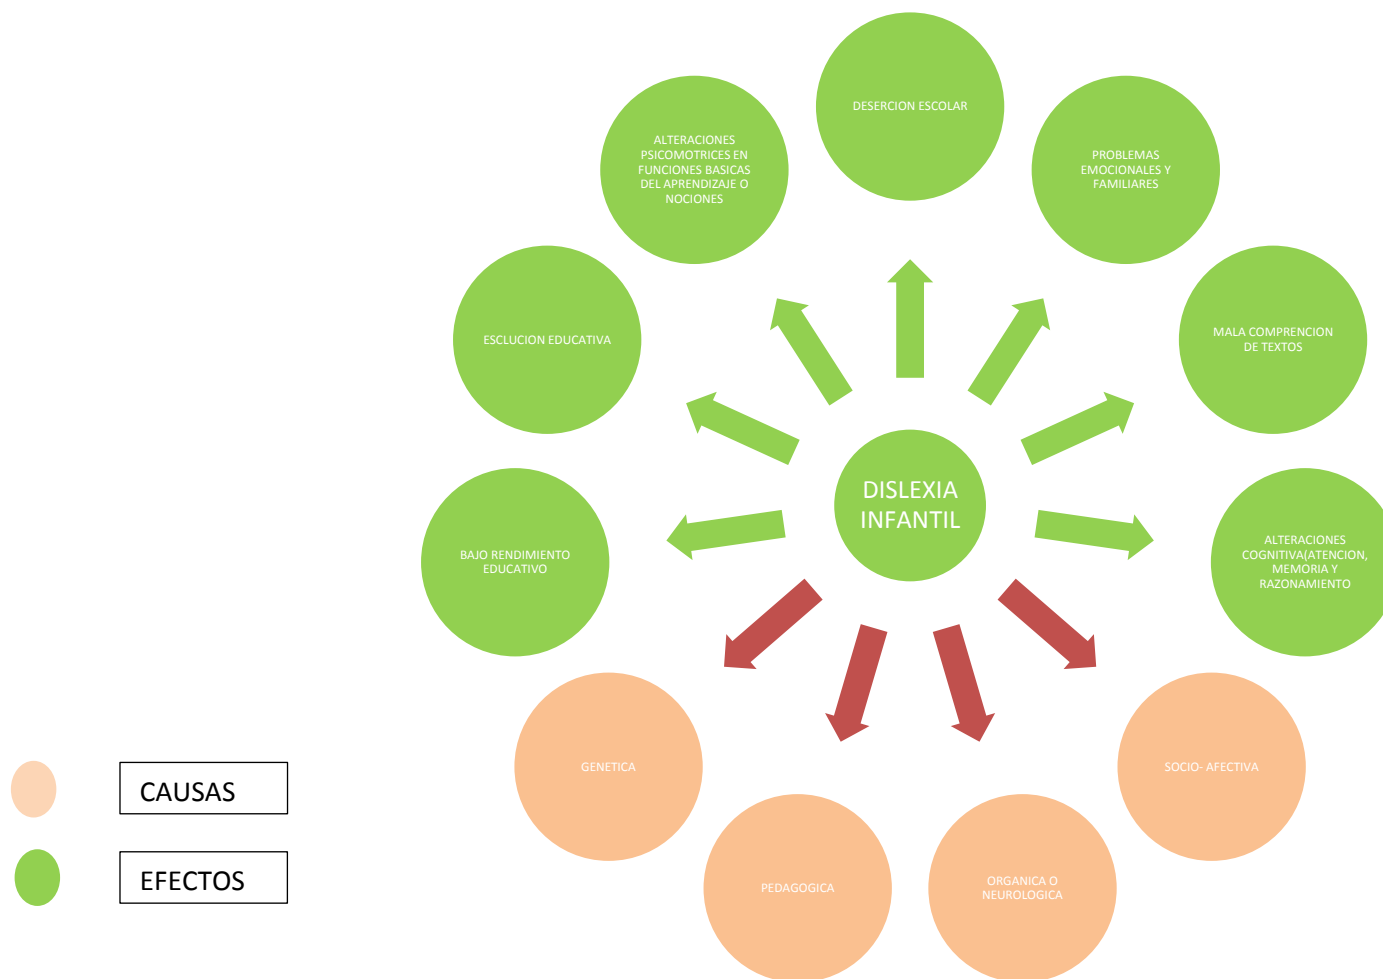 DESERCION ESCOLAR
ALTERACIONES
PSICOMOTRICES EN
FUNCIONES BASICAS
DEL APRENDIZAJE O
NOCIONES
PROBLEMAS
EMOCIONALES Y
FAMILIARES
ESCLUCION EDUCATIVA
MALA COMPRENCION
DE TEXTOS
DISLEXIA
INFANTIL
BAJO RENDIMIENTO
EDUCATIVO
ALTERACIONES
COGNITIVA(ATENCION,
MEMORIA Y
RAZONAMIENTO
GENETICA
SOCIO- AFECTIVA
PEDAGOGICA
ORGANICA O
NEUROLOGICA
CAUSAS
EFECTOS